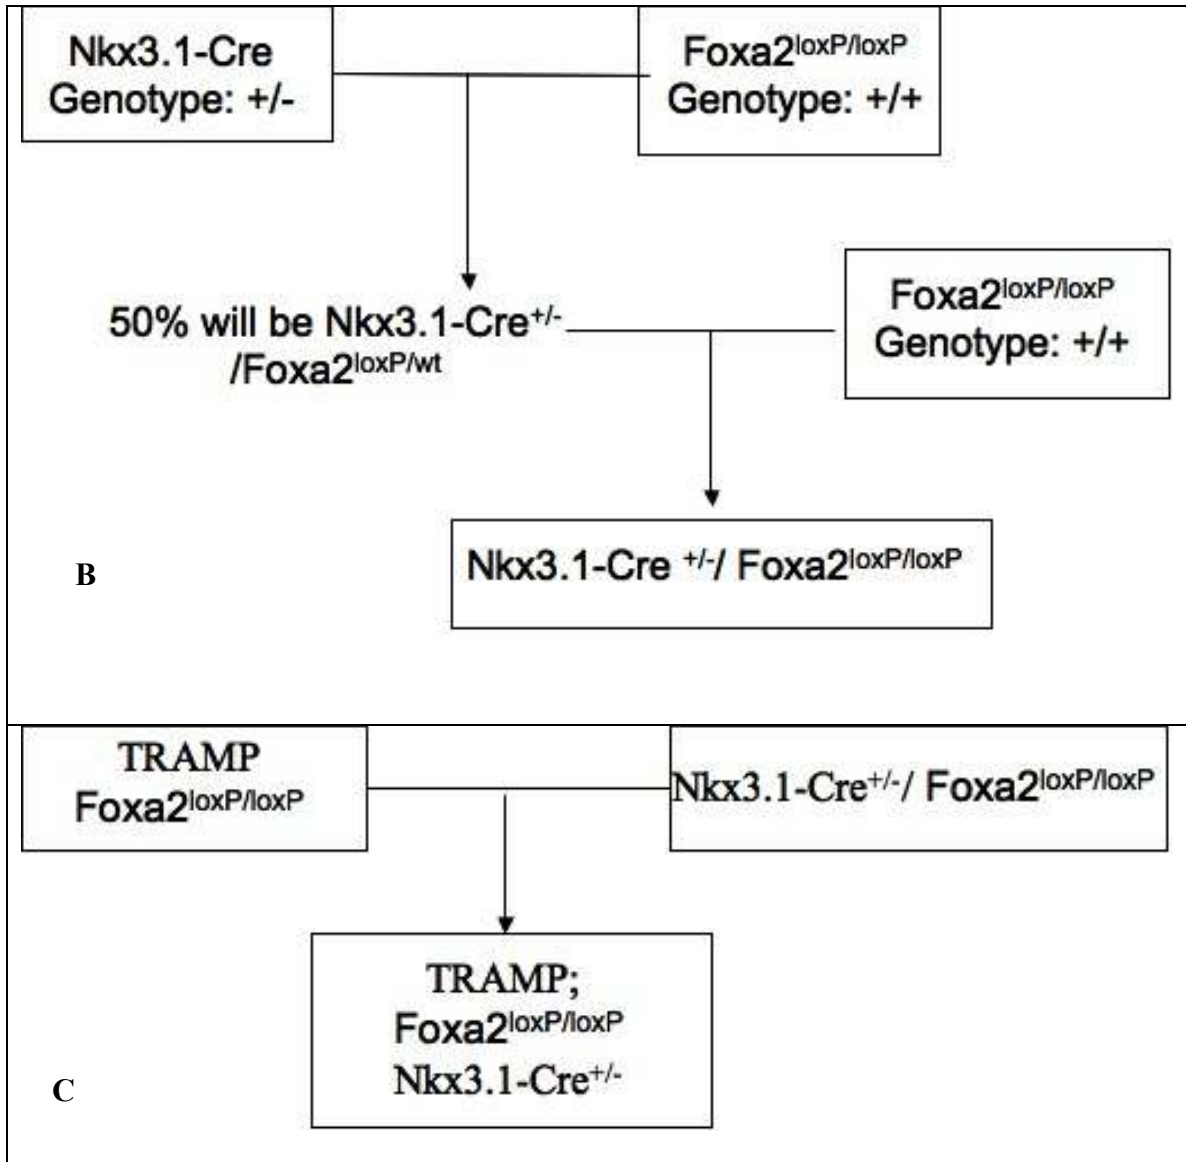 Nkx3.1-Cre
Genotype: +/-
Foxa2loxP/loxP
Genotype: +/+
50% will be Nkx3.1-Cre+/-
/Foxa2loxP/wt
Foxa2loxP/loxP
Genotype: +/+
Nkx3.1-Cre +/-/ Foxa2loxP/loxP
B
TRAMP
Foxa2loxP/loxP
Nkx3.1-Cre+/-/ Foxa2loxP/loxP
TRAMP;
Foxa2loxP/loxP
Nkx3.1-Cre+/-
C